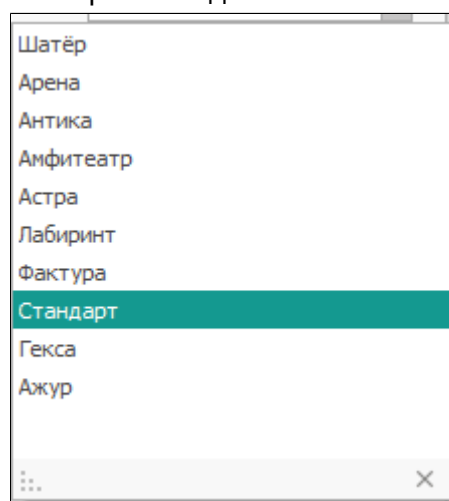 Шатёр
Арена
Антика
Амфитеатр
Астра
Лабиринт
Фактура
Стандарт
Гекса
Ажур